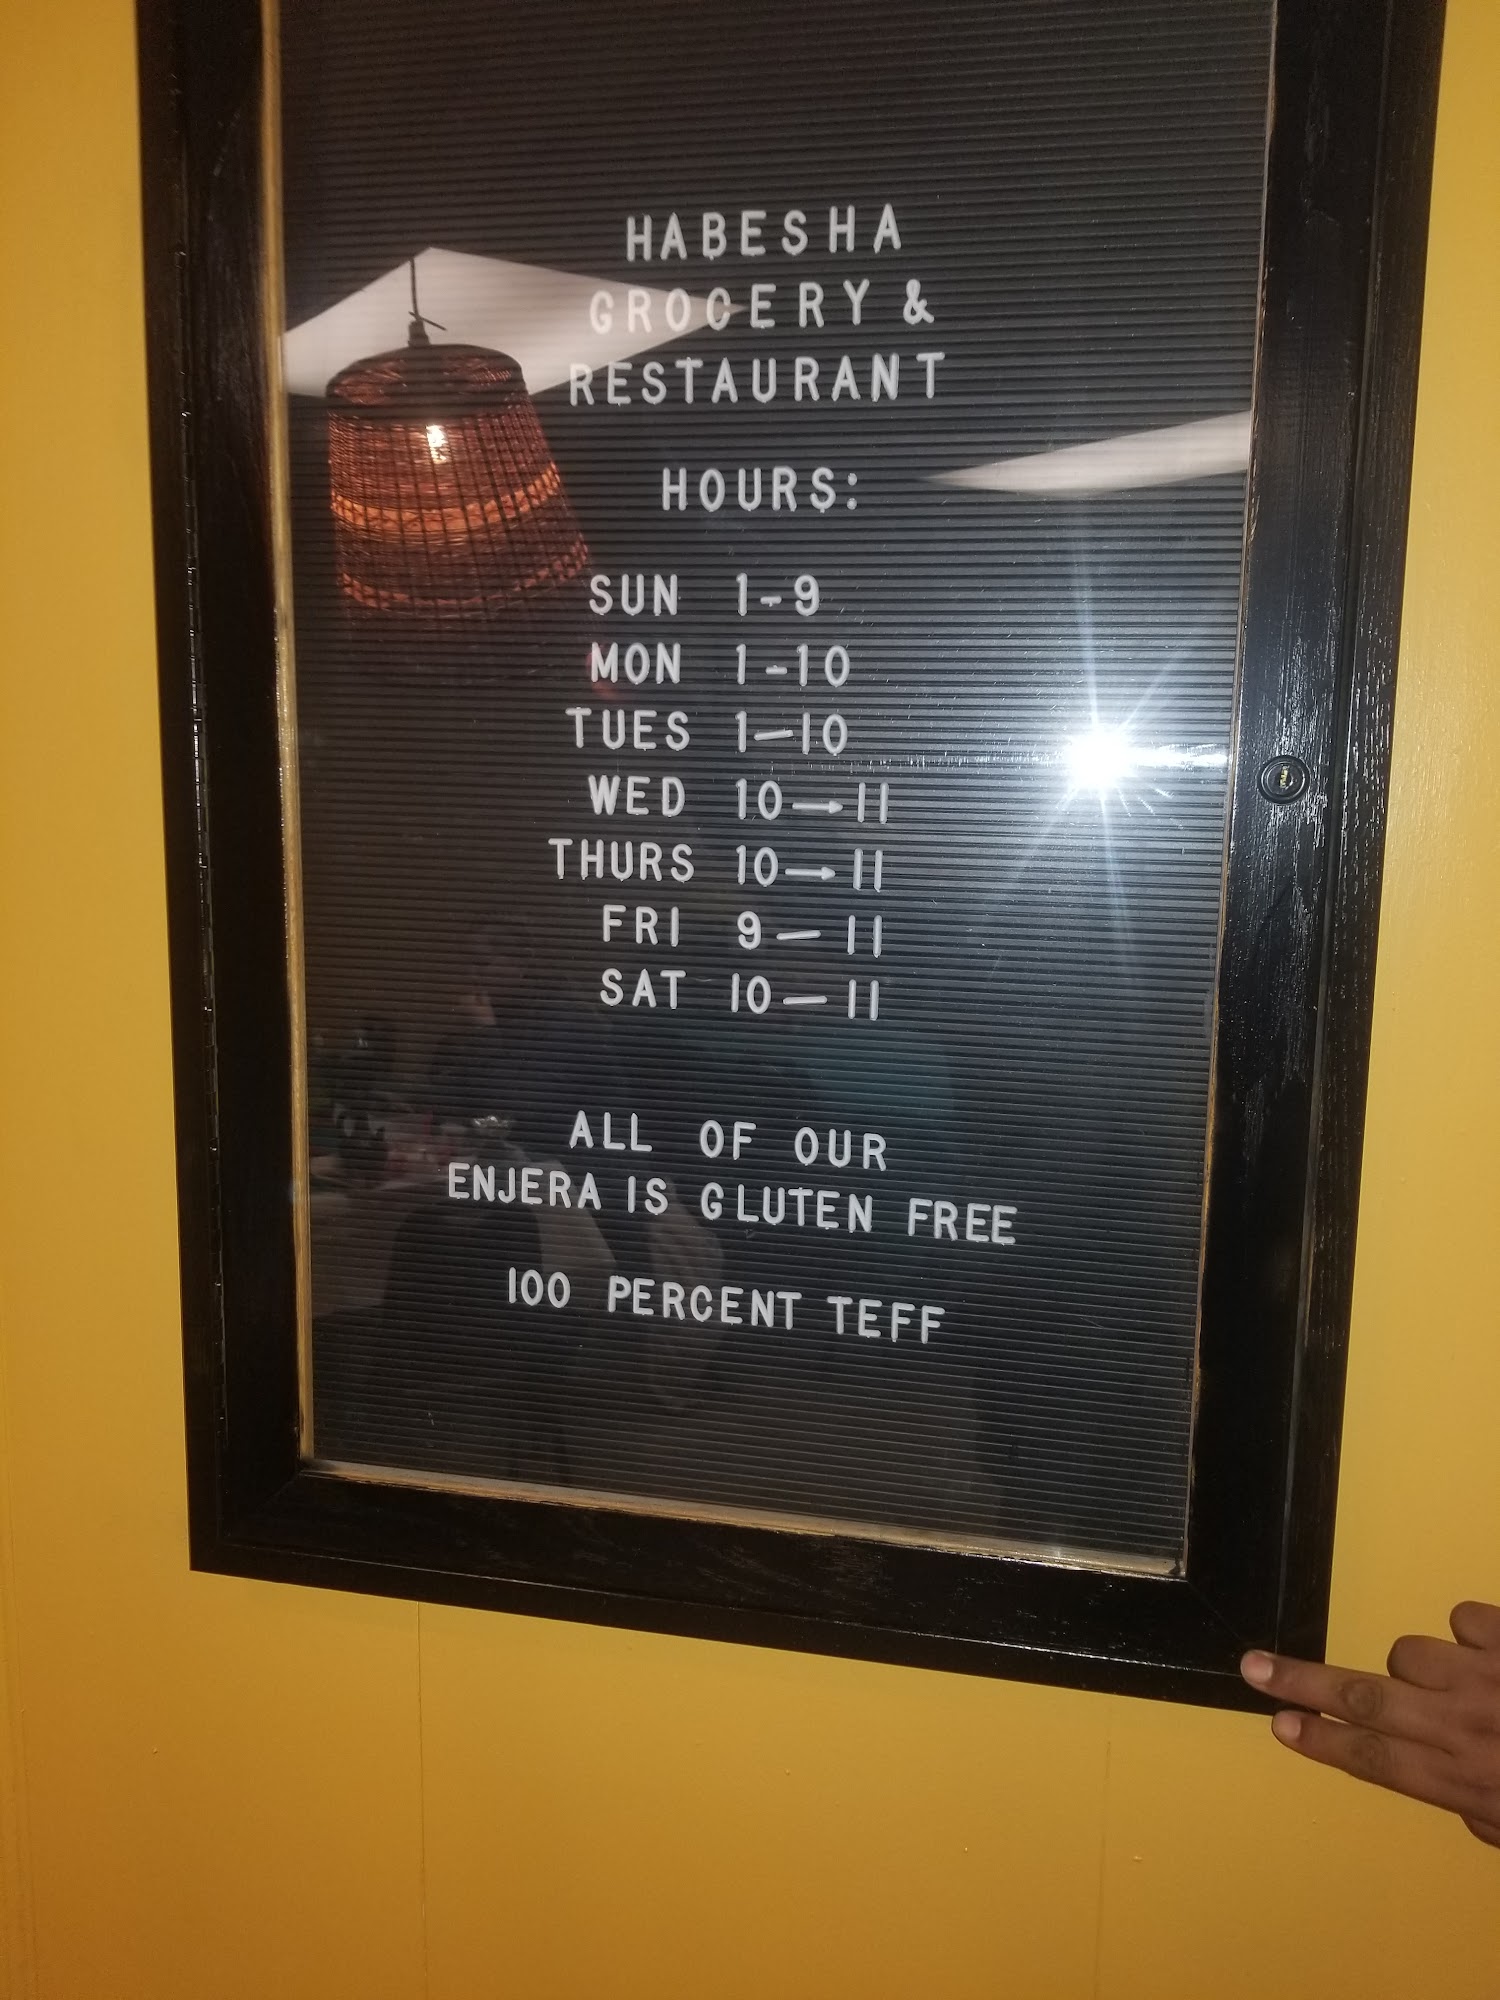 HABESHA
GROCERY &
RESTAURANT
HOURS:
SUN 1-9
MON 1-10
TUES 1—10
WED 10→11
THURS 10→11
FRI 9—11
SAT 10—11
ALL OF OUR
ENJERA IS GLUTEN FREE
100 PERCENT TEFF